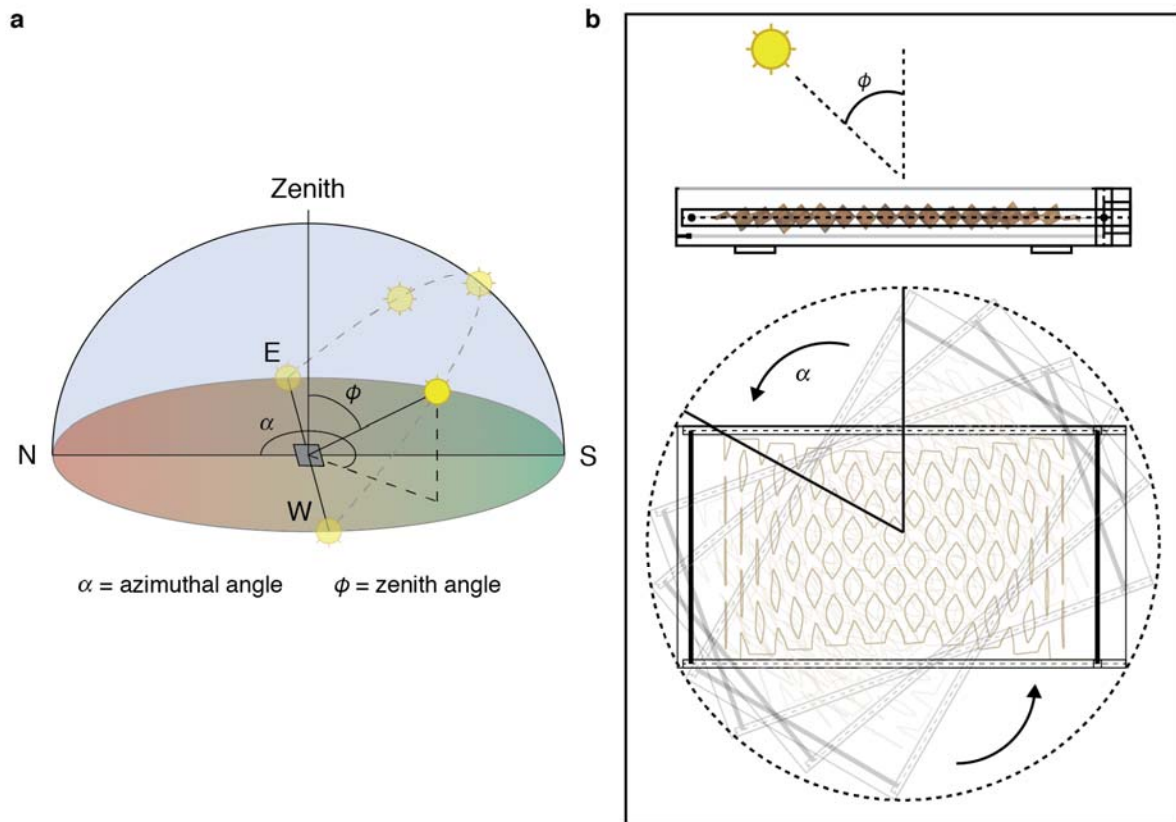 a
Zenith
E
ϕ
α
N
S
W
α = azimuthal angle ϕ = zenith angle
b
ϕ
α